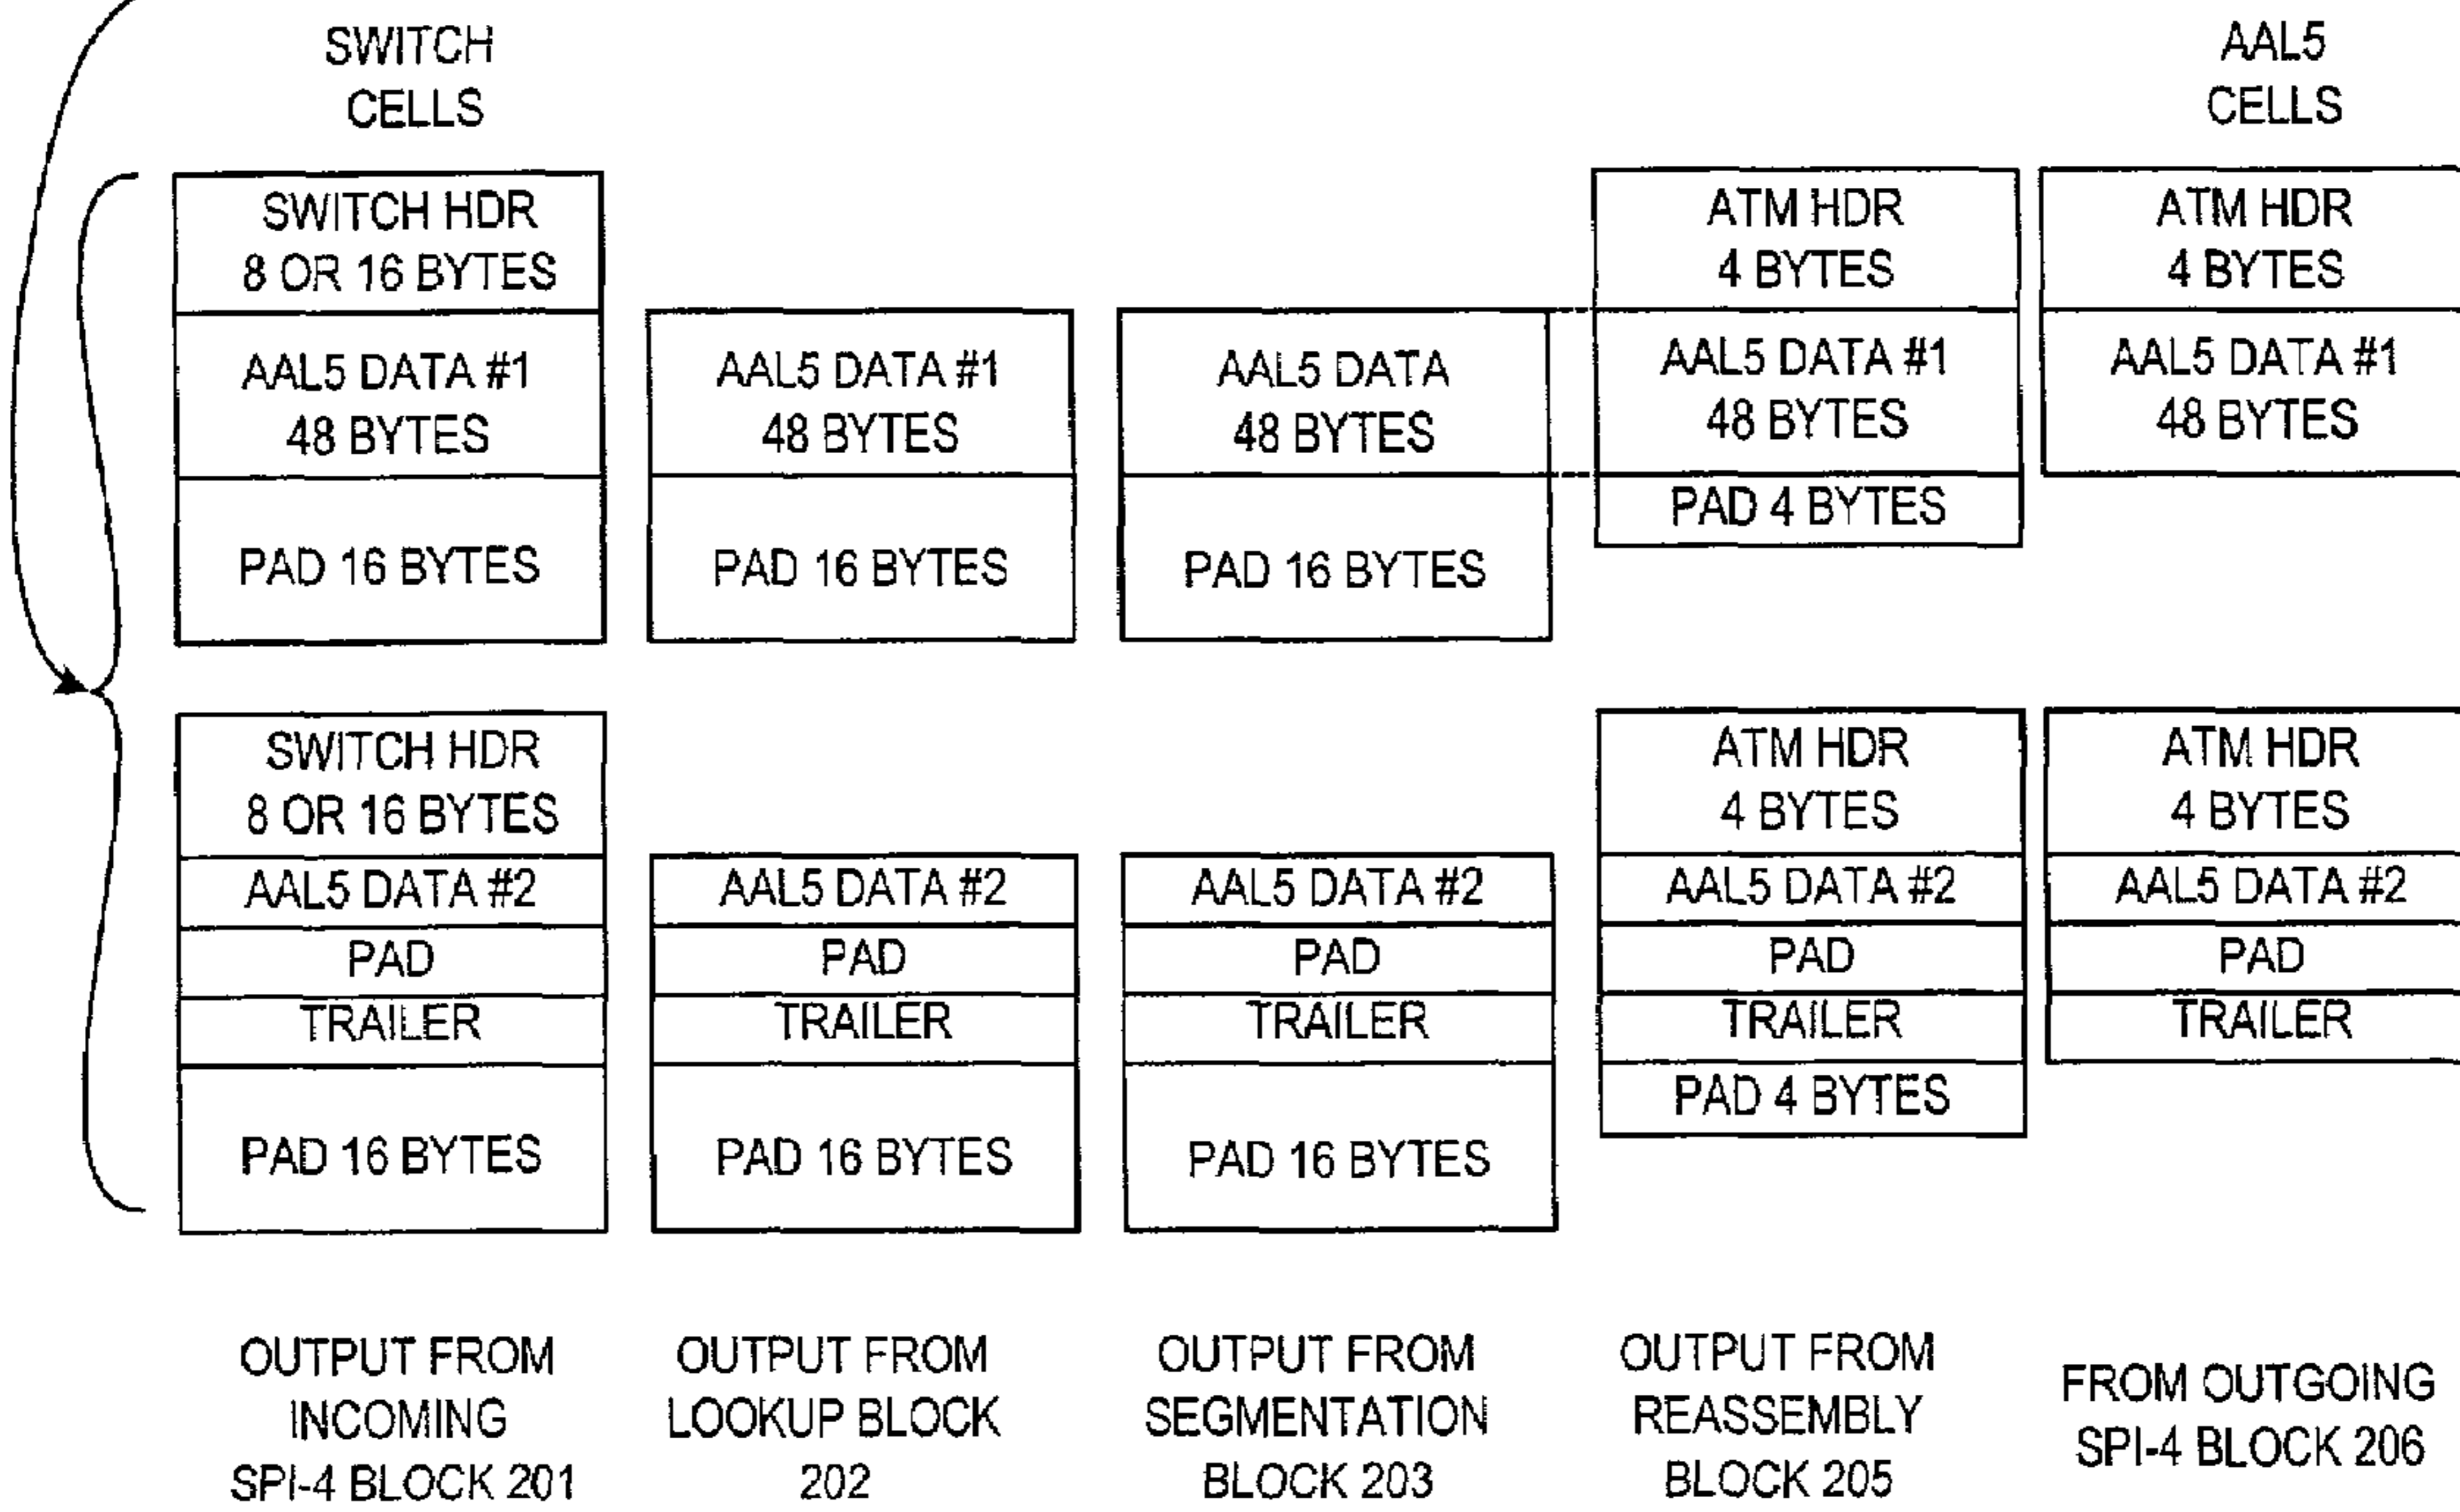 SWITCH
CELLS
AAL5
CELLS
SWITCH HDR
8 OR 16 BYTES
AAL5 DATA #1
48 BYTES
PAD 16 BYTES
AAL5 DATA #1
48 BYTES
PAD 16 BYTES
AAL5 DATA
48 BYTES
PAD 16 BYTES
ATM HDR
4 BYTES
AAL5 DATA #1
48 BYTES
PAD 4 BYTES
ATM HDR
4 BYTES
AAL5 DATA #1
48 BYTES
SWITCH HDR
8 OR 16 BYTES
AAL5 DATA #2
PAD
TRAILER
PAD 16 BYTES
AAL5 DATA #2
PAD
TRAILER
PAD 16 BYTES
AAL5 DATA #2
PAD
TRAILER
PAD 16 BYTES
ATM HDR
4 BYTES
AAL5 DATA #2
PAD
TRAILER
PAD 4 BYTES
ATM HDR
4 BYTES
AAL5 DATA #2
PAD
TRAILER
OUTPUT FROM
INCOMING
SPI-4 BLOCK 201
OUTPUT FROM
LOOKUP BLOCK
202
OUTPUT FROM
SEGMENTATION
BLOCK 203
OUTPUT FROM
REASSEMBLY
BLOCK 205
FROM OUTGOING
SPI-4 BLOCK 206